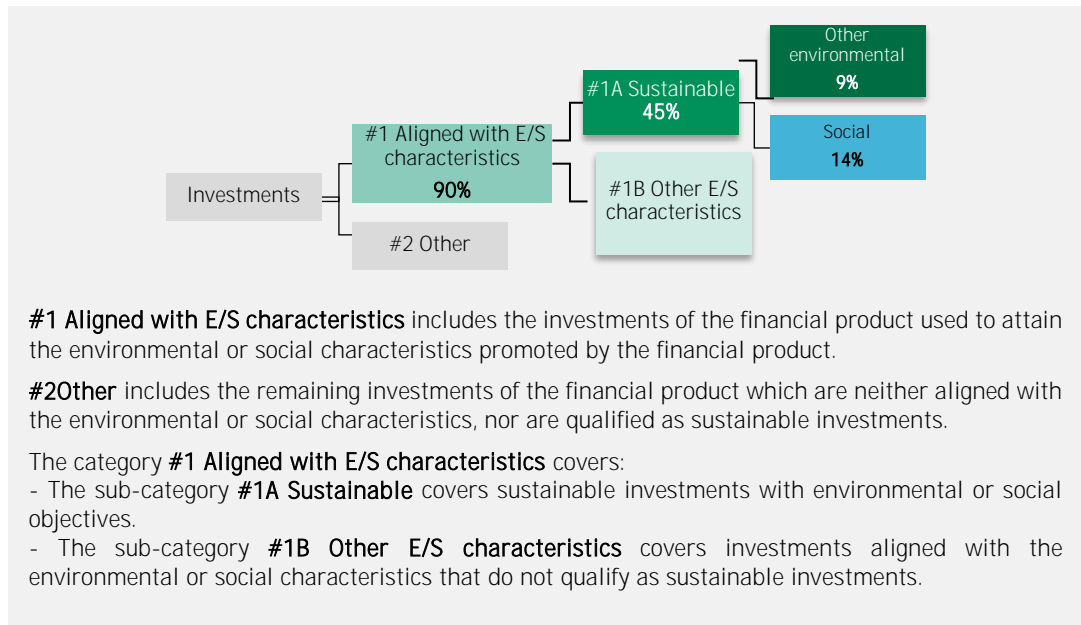 Other
environmental
9%
#1A Sustainable
45%
Social
14%
#1 Aligned with E/S
characteristics
90%
#1B Other E/S
characteristics
Investments
#2 Other
#1 Aligned with E/S characteristics includes the investments of the financial product used to attain
the environmental or social characteristics promoted by the financial product.
#2Other includes the remaining investments of the financial product which are neither aligned with
the environmental or social characteristics, nor are qualified as sustainable investments.
The category #1 Aligned with E/S characteristics covers:
- The sub-category #1A Sustainable covers sustainable investments with environmental or social
objectives.
- The sub-category #1B Other E/S characteristics covers investments aligned with the
environmental or social characteristics that do not qualify as sustainable investments.